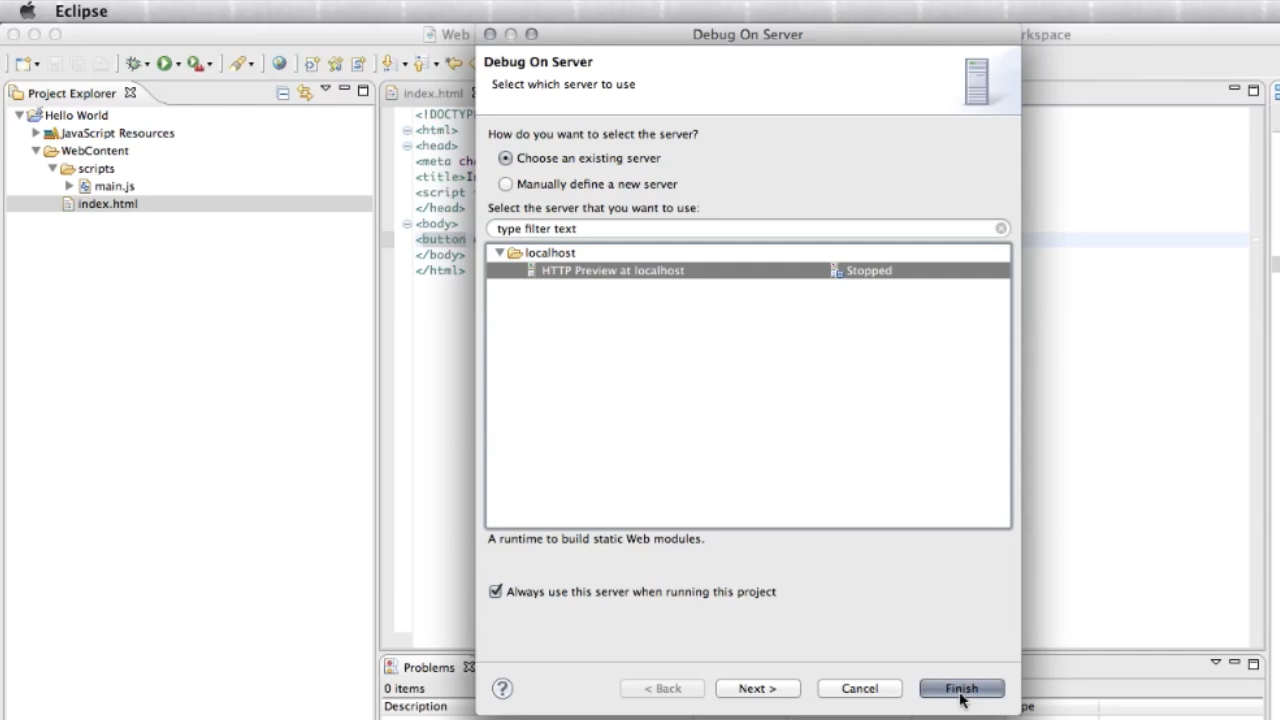 Eclipse
Web
Debug On Server
rkspace
Debug On Server
Select which server to use
Project Explorer
index.html
Hello World
JavaScript Resources
WebContent
scripts
main.js
index.html
<!DOCTYP
<html>
<head>
<meta ch
<title>I
<script
</head>
<body>
<button
</body>
</html>
How do you want to select the server?
Choose an existing server
Manually define a new server
Select the server that you want to use:
type filter text
localhost
HTTP Preview at localhost Stopped
A runtime to build static Web modules.
Always use this server when running this project
? < Back Next > Cancel Finish
Problems
0 items
Description
pe